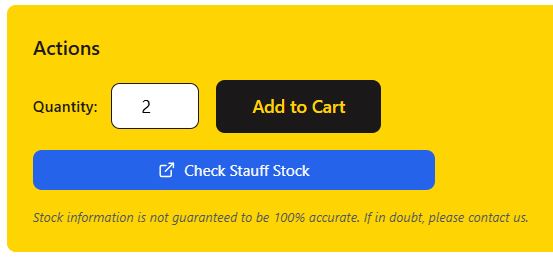 Actions
Quantity: 2 Add to Cart
Check Stauff Stock
Stock information is not guaranteed to be 100% accurate. If in doubt, please contact us.